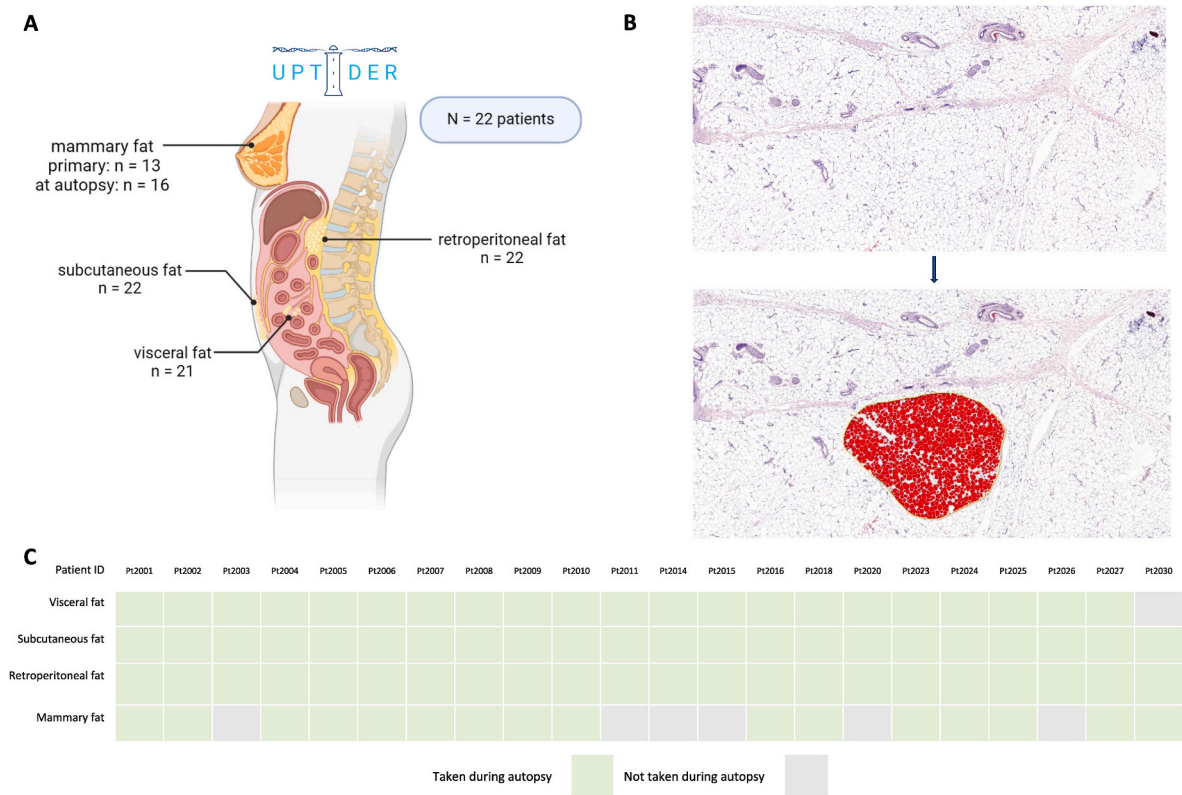 A
UPTIDER
N = 22 patients
mammary fat
primary: n = 13
at autopsy: n = 16
retroperitoneal fat
n = 22
subcutaneous fat
n = 22
visceral fat
n = 21
B
C
Patient ID Pt2001 Pt2002 Pt2003 Pt2004 Pt2005 Pt2006 Pt2007 Pt2008 Pt2009 Pt2010 Pt2011 Pt2014 Pt2015 Pt2016 Pt2018 Pt2020 Pt2023 Pt2024 Pt2025 Pt2026 Pt2027 Pt2030
Visceral fat
Subcutaneous fat
Retroperitoneal fat
Mammary fat
Taken during autopsy Not taken during autopsy